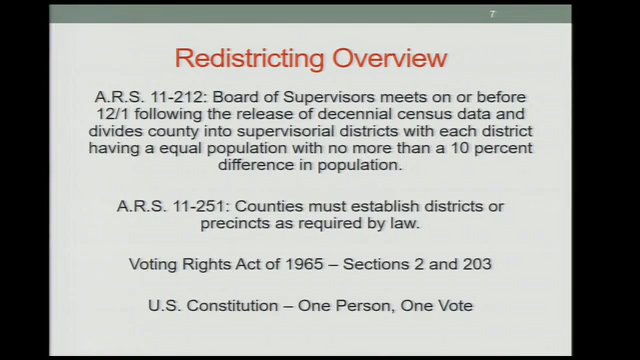 7
Redistricting Overview
A.R.S. 11-212: Board of Supervisors meets on or before
12/1 following the release of decennial census data and
divides county into supervisorial districts with each district
having a equal population with no more than a 10 percent
difference in population.
A.R.S. 11-251: Counties must establish districts or
precincts as required by law.
Voting Rights Act of 1965 – Sections 2 and 203
U.S. Constitution – One Person, One Vote